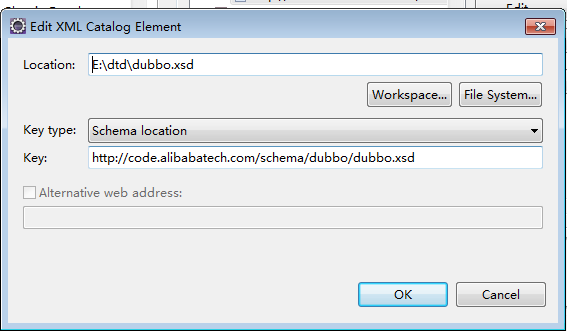 Edit
Edit XML Catalog Element
Location: E:\dtd\dubbo.xsd
Workspace... File System...
Key type: Schema location
Key: http://code.alibabatech.com/schema/dubbo/dubbo.xsd
Alternative web address:
OK Cancel